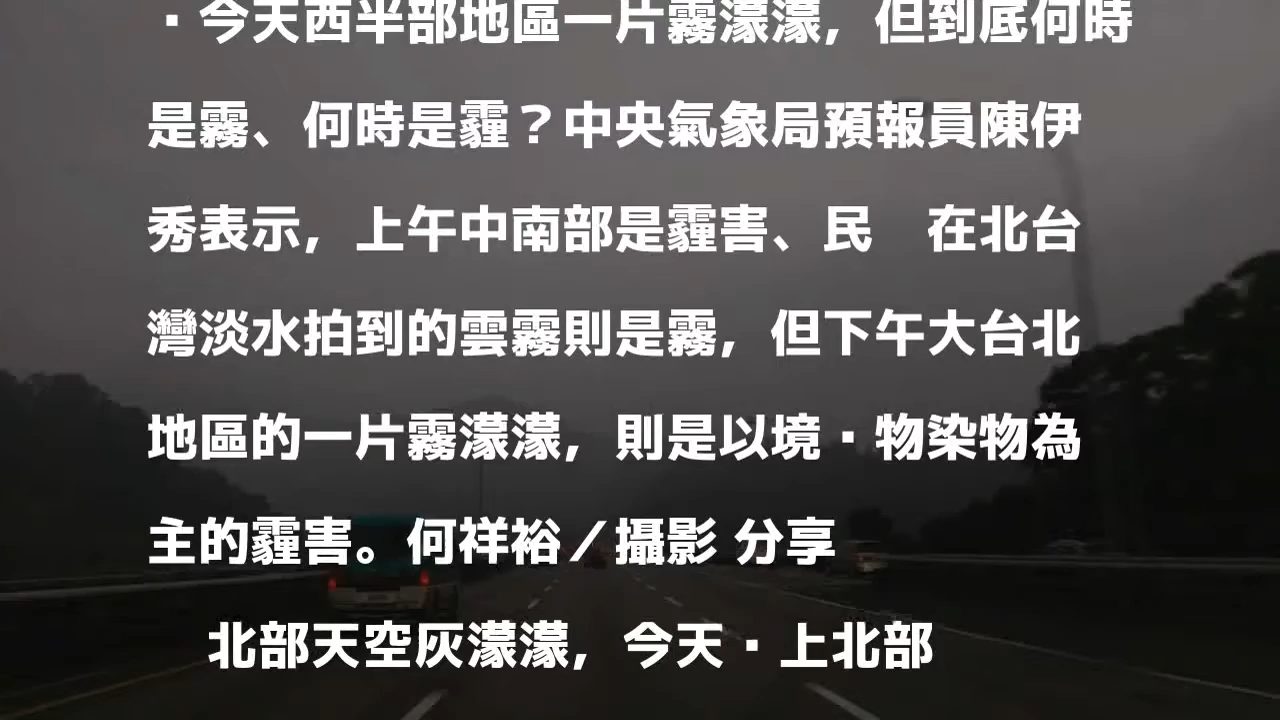 ▪今天西半部地區一片霧濛濛，但到底何時
是霧、何時是霾？中央氣象局預報員陳伊
秀表示，上午中南部是霾害、民　在北台
灣淡水拍到的雲霧則是霧，但下午大台北
地區的一片霧濛濛，則是以境▪物染物為
主的霾害。何祥裕／攝影 分享
北部天空灰濛濛，今天▪上北部